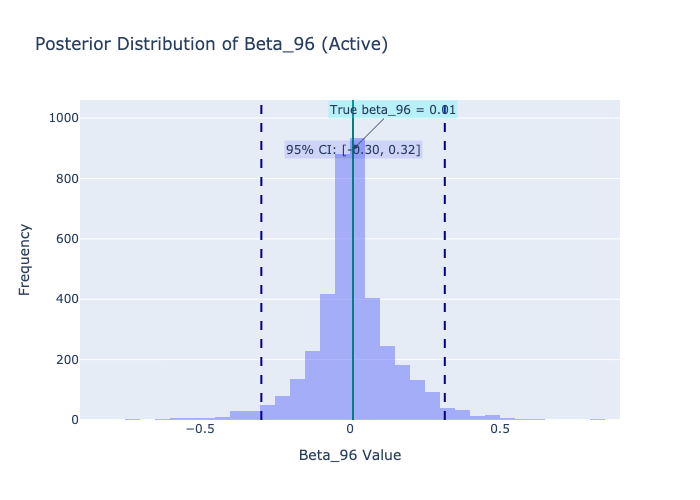 Posterior Distribution of Beta_96 (Active)
True beta_96 = 0.01
95% CI: [-0.30, 0.32]
1000
800
600
400
200
0
Frequency
−0.5
0
0.5
Beta_96 Value